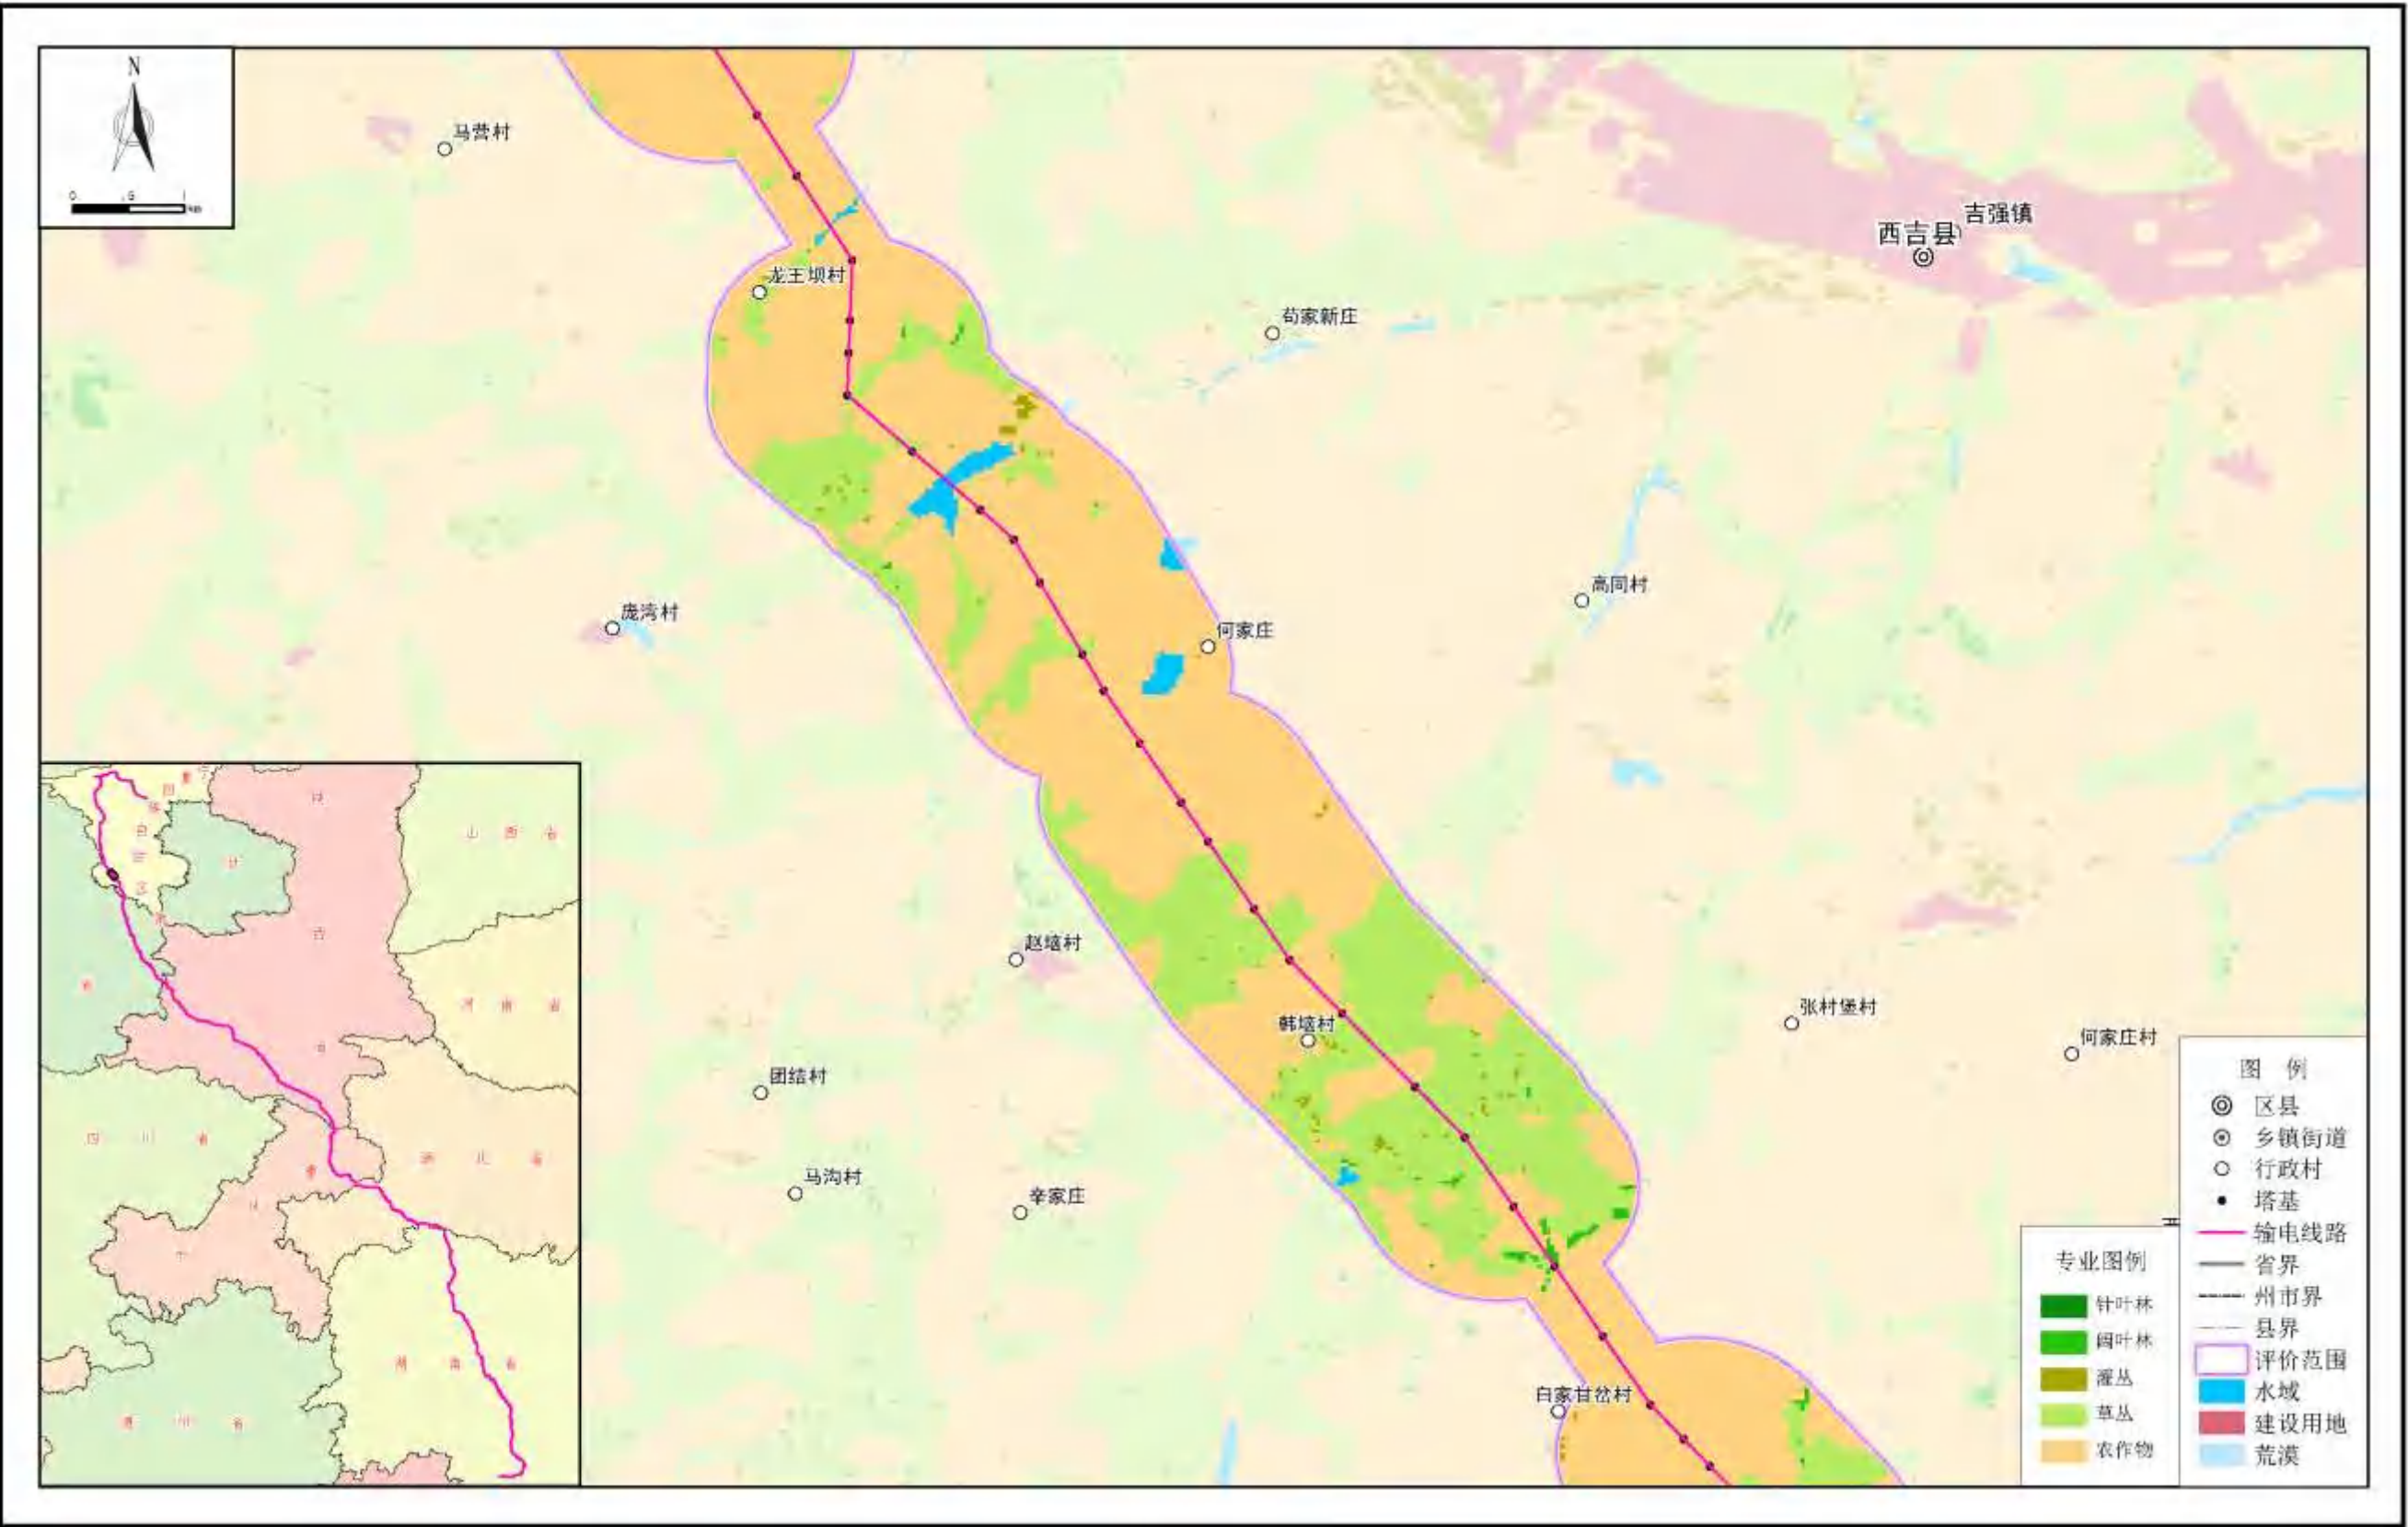 N
马营村
吉强镇
西吉县
龙王坝村
苟家新庄
高同村
庞湾村
何家庄
赵垴村
张村堡村
韩垴村
何家庄村
团结村
马沟村
辛家庄
白家甘岔村
山西省
河南省
四川省
湖北省
湖南省
图 例
区县
乡镇街道
行政村
塔基
输电线路
省界
州市界
县界
评价范围
水域
建设用地
荒漠
专业图例
针叶林
阔叶林
灌丛
草丛
农作物